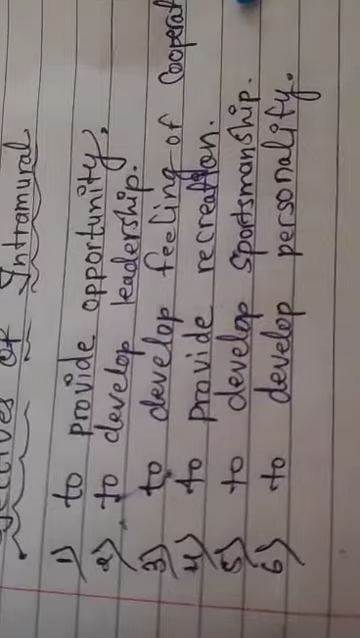 of Intramural
1) to provide opportunity.
2) to develop leadership.
3) to develop feeling of
4) to provide recreation.
5) to develop sportsmanship.
6) to develop personality.